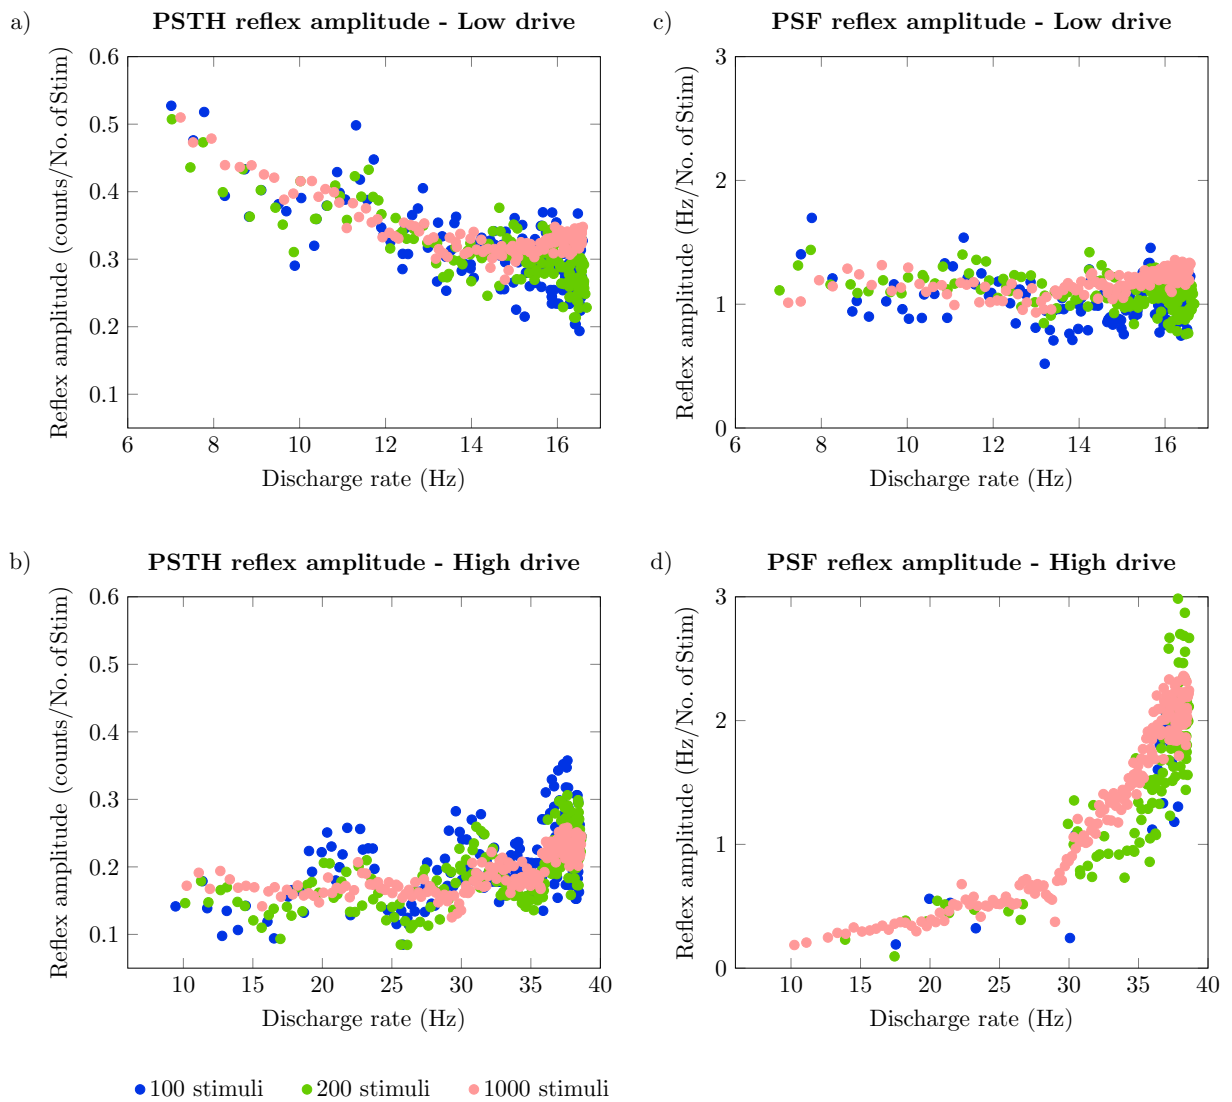 a) PSTH reflex amplitude - Low drive
Reflex amplitude (counts/No. of Stim)
0.6
0.5
0.4
0.3
0.2
0.1
6 8 10 12 14 16
Discharge rate (Hz)
c) PSF reflex amplitude - Low drive
Reflex amplitude (Hz/No. of Stim)
3
2
1
0
6 8 10 12 14 16
Discharge rate (Hz)
b) PSTH reflex amplitude - High drive
Reflex amplitude (counts/No. of Stim)
0.6
0.5
0.4
0.3
0.2
0.1
10 15 20 25 30 35 40
Discharge rate (Hz)
d) PSF reflex amplitude - High drive
Reflex amplitude (Hz/No. of Stim)
3
2
1
0
10 15 20 25 30 35 40
Discharge rate (Hz)
100 stimuli 200 stimuli 1000 stimuli